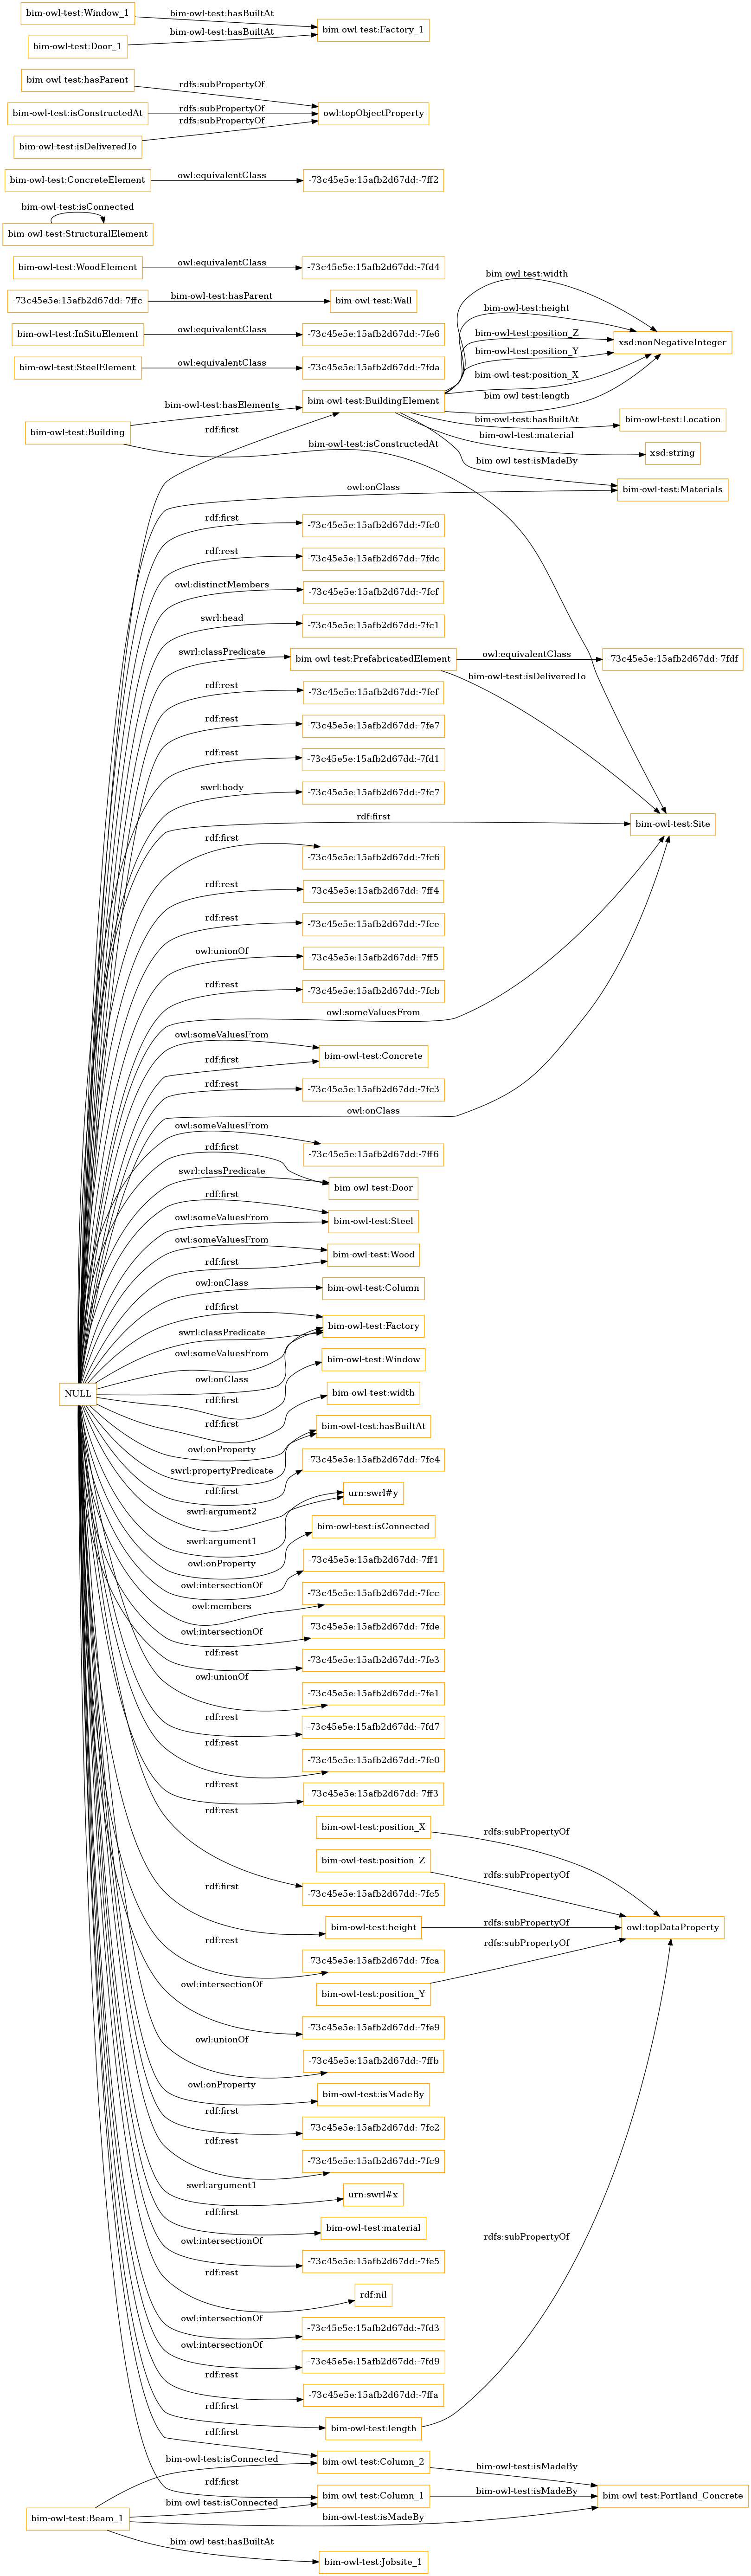 bim-owl-test:Window_1
bim-owl-test:hasBuiltAt
bim-owl-test:Factory_1
bim-owl-test:hasBuiltAt
bim-owl-test:Door_1
bim-owl-test:hasParent
rdfs:subPropertyOf
bim-owl-test:isConstructedAt
rdfs:subPropertyOf
owl:topObjectProperty
rdfs:subPropertyOf
bim-owl-test:isDeliveredTo
bim-owl-test:ConcreteElement
owl:equivalentClass
-73c45e5e:15afb2d67dd:-7ff2
bim-owl-test:isConnected
bim-owl-test:StructuralElement
bim-owl-test:WoodElement
owl:equivalentClass
-73c45e5e:15afb2d67dd:-7fd4
-73c45e5e:15afb2d67dd:-7ffc
bim-owl-test:hasParent
bim-owl-test:Wall
bim-owl-test:InSituElement
owl:equivalentClass
-73c45e5e:15afb2d67dd:-7fe6
bim-owl-test:SteelElement
owl:equivalentClass
-73c45e5e:15afb2d67dd:-7fda
bim-owl-test:width
bim-owl-test:height
bim-owl-test:position_Z
bim-owl-test:position_Y
bim-owl-test:position_X
bim-owl-test:length
xsd:nonNegativeInteger
bim-owl-test:BuildingElement
bim-owl-test:hasElements
bim-owl-test:Building
rdf:first
bim-owl-test:isConstructedAt
bim-owl-test:hasBuiltAt
bim-owl-test:Location
bim-owl-test:material
xsd:string
bim-owl-test:isMadeBy
bim-owl-test:Materials
owl:onClass
rdf:first
-73c45e5e:15afb2d67dd:-7fc0
rdf:rest
-73c45e5e:15afb2d67dd:-7fdc
owl:distinctMembers
-73c45e5e:15afb2d67dd:-7fcf
swrl:head
-73c45e5e:15afb2d67dd:-7fc1
swrl:classPredicate
bim-owl-test:PrefabricatedElement
owl:equivalentClass
-73c45e5e:15afb2d67dd:-7fdf
bim-owl-test:isDeliveredTo
rdf:rest
-73c45e5e:15afb2d67dd:-7fef
rdf:rest
-73c45e5e:15afb2d67dd:-7fe7
rdf:rest
-73c45e5e:15afb2d67dd:-7fd1
swrl:body
-73c45e5e:15afb2d67dd:-7fc7
rdf:first
bim-owl-test:Site
rdf:first
-73c45e5e:15afb2d67dd:-7fc6
rdf:rest
-73c45e5e:15afb2d67dd:-7ff4
rdf:rest
-73c45e5e:15afb2d67dd:-7fce
owl:unionOf
-73c45e5e:15afb2d67dd:-7ff5
rdf:rest
-73c45e5e:15afb2d67dd:-7fcb
owl:someValuesFrom
owl:someValuesFrom
bim-owl-test:Concrete
rdf:first
rdf:rest
-73c45e5e:15afb2d67dd:-7fc3
owl:onClass
owl:someValuesFrom
-73c45e5e:15afb2d67dd:-7ff6
rdf:first
swrl:classPredicate
bim-owl-test:Door
rdf:first
owl:someValuesFrom
bim-owl-test:Steel
owl:someValuesFrom
bim-owl-test:Wood
rdf:first
owl:onClass
bim-owl-test:Column
rdf:first
swrl:classPredicate
bim-owl-test:Factory
owl:someValuesFrom
owl:onClass
bim-owl-test:Window
NULL
rdf:first
bim-owl-test:width
rdf:first
owl:onProperty
bim-owl-test:hasBuiltAt
swrl:propertyPredicate
rdf:first
-73c45e5e:15afb2d67dd:-7fc4
swrl:argument2
urn:swrl#y
swrl:argument1
bim-owl-test:isConnected
owl:onProperty
owl:intersectionOf
-73c45e5e:15afb2d67dd:-7ff1
owl:members
-73c45e5e:15afb2d67dd:-7fcc
owl:intersectionOf
-73c45e5e:15afb2d67dd:-7fde
rdf:rest
-73c45e5e:15afb2d67dd:-7fe3
owl:unionOf
-73c45e5e:15afb2d67dd:-7fe1
rdf:rest
-73c45e5e:15afb2d67dd:-7fd7
rdf:rest
-73c45e5e:15afb2d67dd:-7fe0
rdf:rest
-73c45e5e:15afb2d67dd:-7ff3
rdf:rest
bim-owl-test:position_X
rdfs:subPropertyOf
bim-owl-test:position_Z
rdfs:subPropertyOf
-73c45e5e:15afb2d67dd:-7fc5
rdf:first
bim-owl-test:height
rdfs:subPropertyOf
owl:topDataProperty
rdf:rest
-73c45e5e:15afb2d67dd:-7fca
rdfs:subPropertyOf
bim-owl-test:position_Y
owl:intersectionOf
-73c45e5e:15afb2d67dd:-7fe9
owl:unionOf
-73c45e5e:15afb2d67dd:-7ffb
owl:onProperty
bim-owl-test:isMadeBy
rdf:first
-73c45e5e:15afb2d67dd:-7fc2
rdf:rest
-73c45e5e:15afb2d67dd:-7fc9
swrl:argument1
urn:swrl#x
rdf:first
bim-owl-test:material
owl:intersectionOf
-73c45e5e:15afb2d67dd:-7fe5
rdfs:subPropertyOf
rdf:rest
rdf:nil
owl:intersectionOf
-73c45e5e:15afb2d67dd:-7fd3
owl:intersectionOf
-73c45e5e:15afb2d67dd:-7fd9
rdf:rest
-73c45e5e:15afb2d67dd:-7ffa
rdf:first
bim-owl-test:length
rdf:first
bim-owl-test:isConnected
bim-owl-test:Column_2
bim-owl-test:isMadeBy
rdf:first
bim-owl-test:Column_1
bim-owl-test:isMadeBy
bim-owl-test:Portland_Concrete
bim-owl-test:isConnected
bim-owl-test:Beam_1
bim-owl-test:isMadeBy
bim-owl-test:hasBuiltAt
bim-owl-test:Jobsite_1